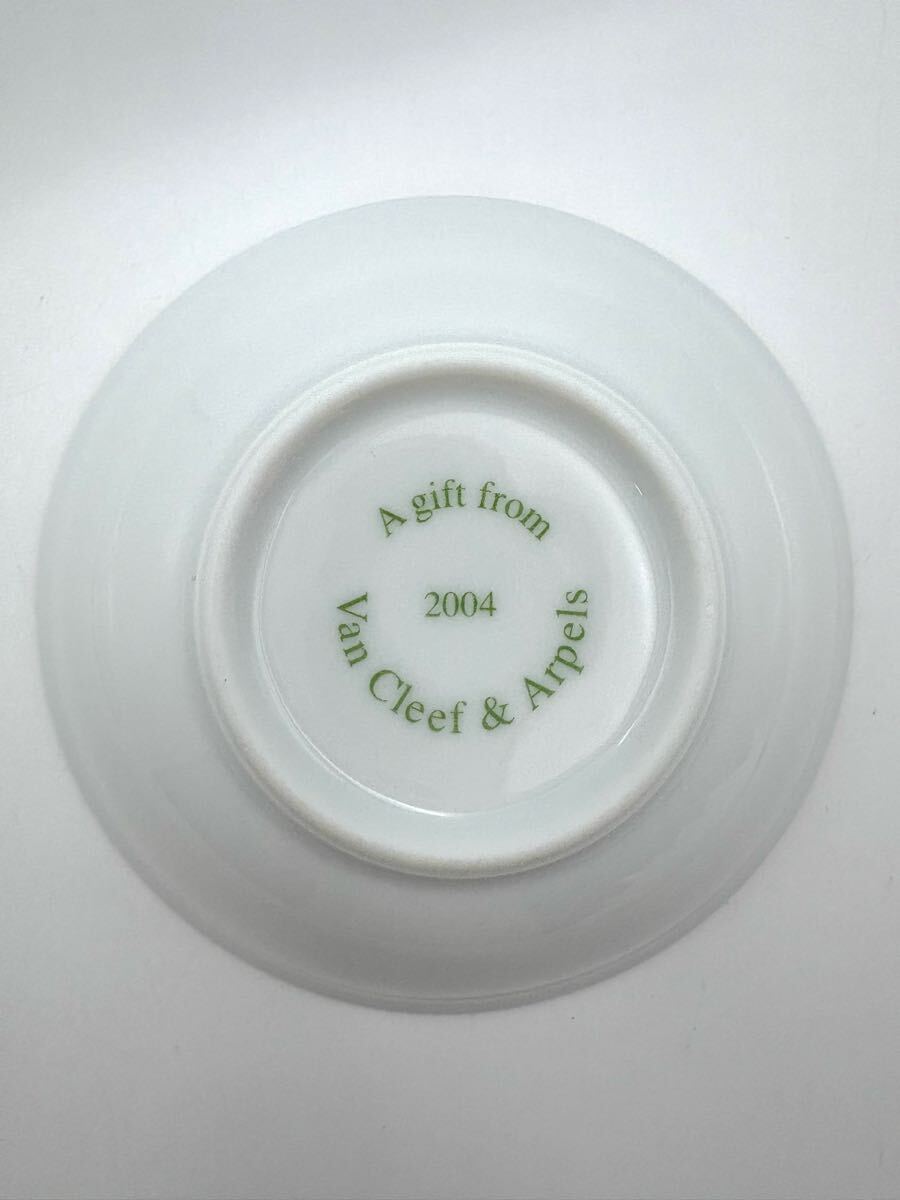 A gift from
2004
Van Cleef & Arpels